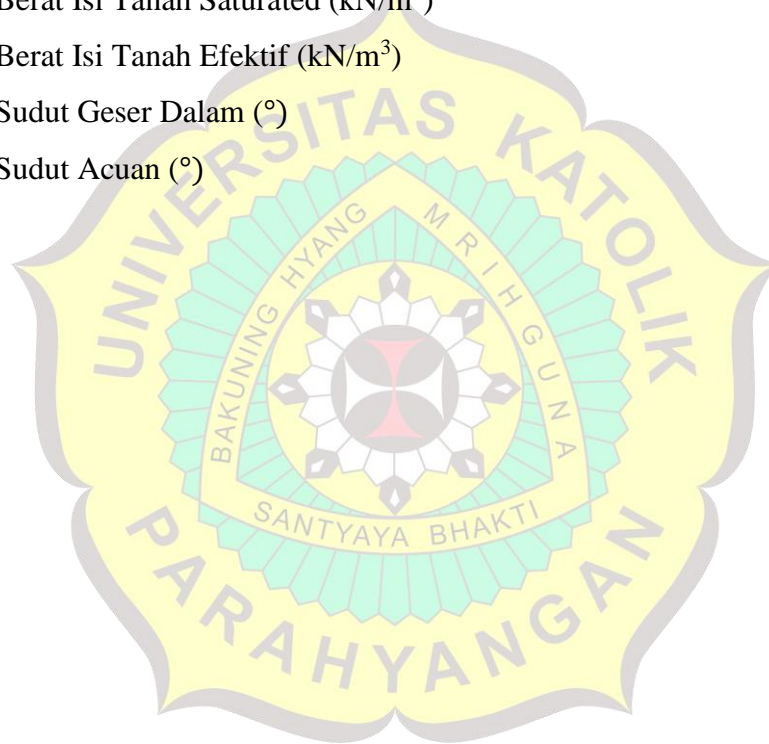 Berat Isi Tanah Saturated (kN/m³)
Berat Isi Tanah Efektif (kN/m³)
Sudut Geser Dalam (°)
Sudut Acuan (°)
UNIVERSITAS KATOLIK
BAKUNING HYANG MRIHGUNA
SANTYAYA BHAKTI
PARAHYANGAN